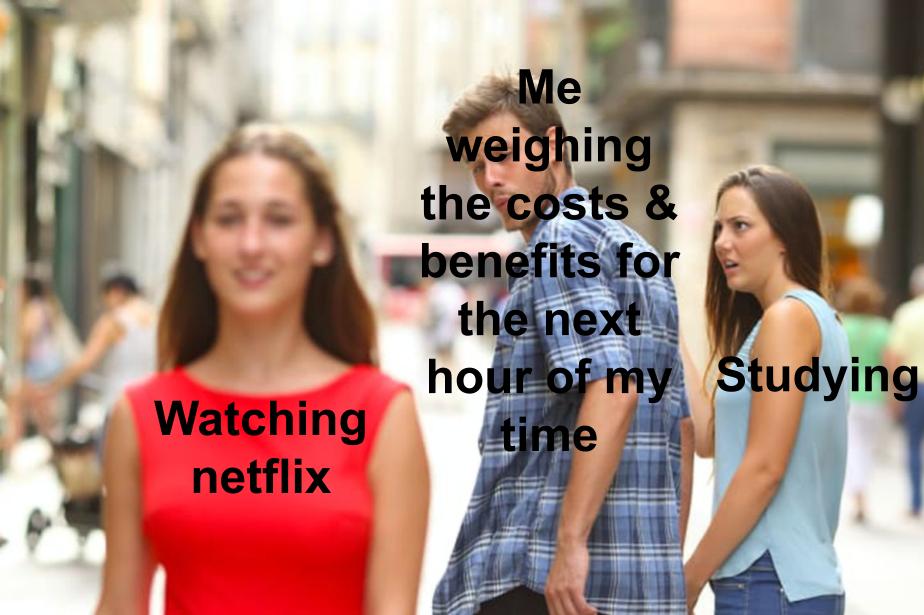 Me
weighing
the costs &
benefits for
the next
hour of my
time
Watching
netflix
Studying